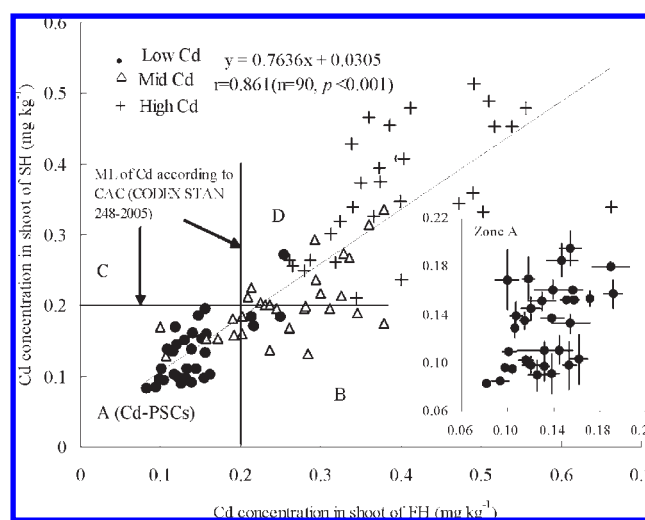 0.6
0.5
0.4
0.3
0.2
0.1
0
Cd concentration in shoot of SH (mg kg⁻¹)
● Low Cd
△ Mid Cd
+ High Cd
y = 0.7636x + 0.0305
r=0.861(n=90, p <0.001)
ML of Cd according to
CAC (CODEX STAN
248-2005)
D
C
B
A (Cd-PSCs)
Zone A
0.22
0.18
0.14
0.10
0.06
0.06 0.10 0.14 0.18 0.2
0 0.1 0.2 0.3 0.4 0.5 0.6
Cd concentration in shoot of FH (mg kg⁻¹)